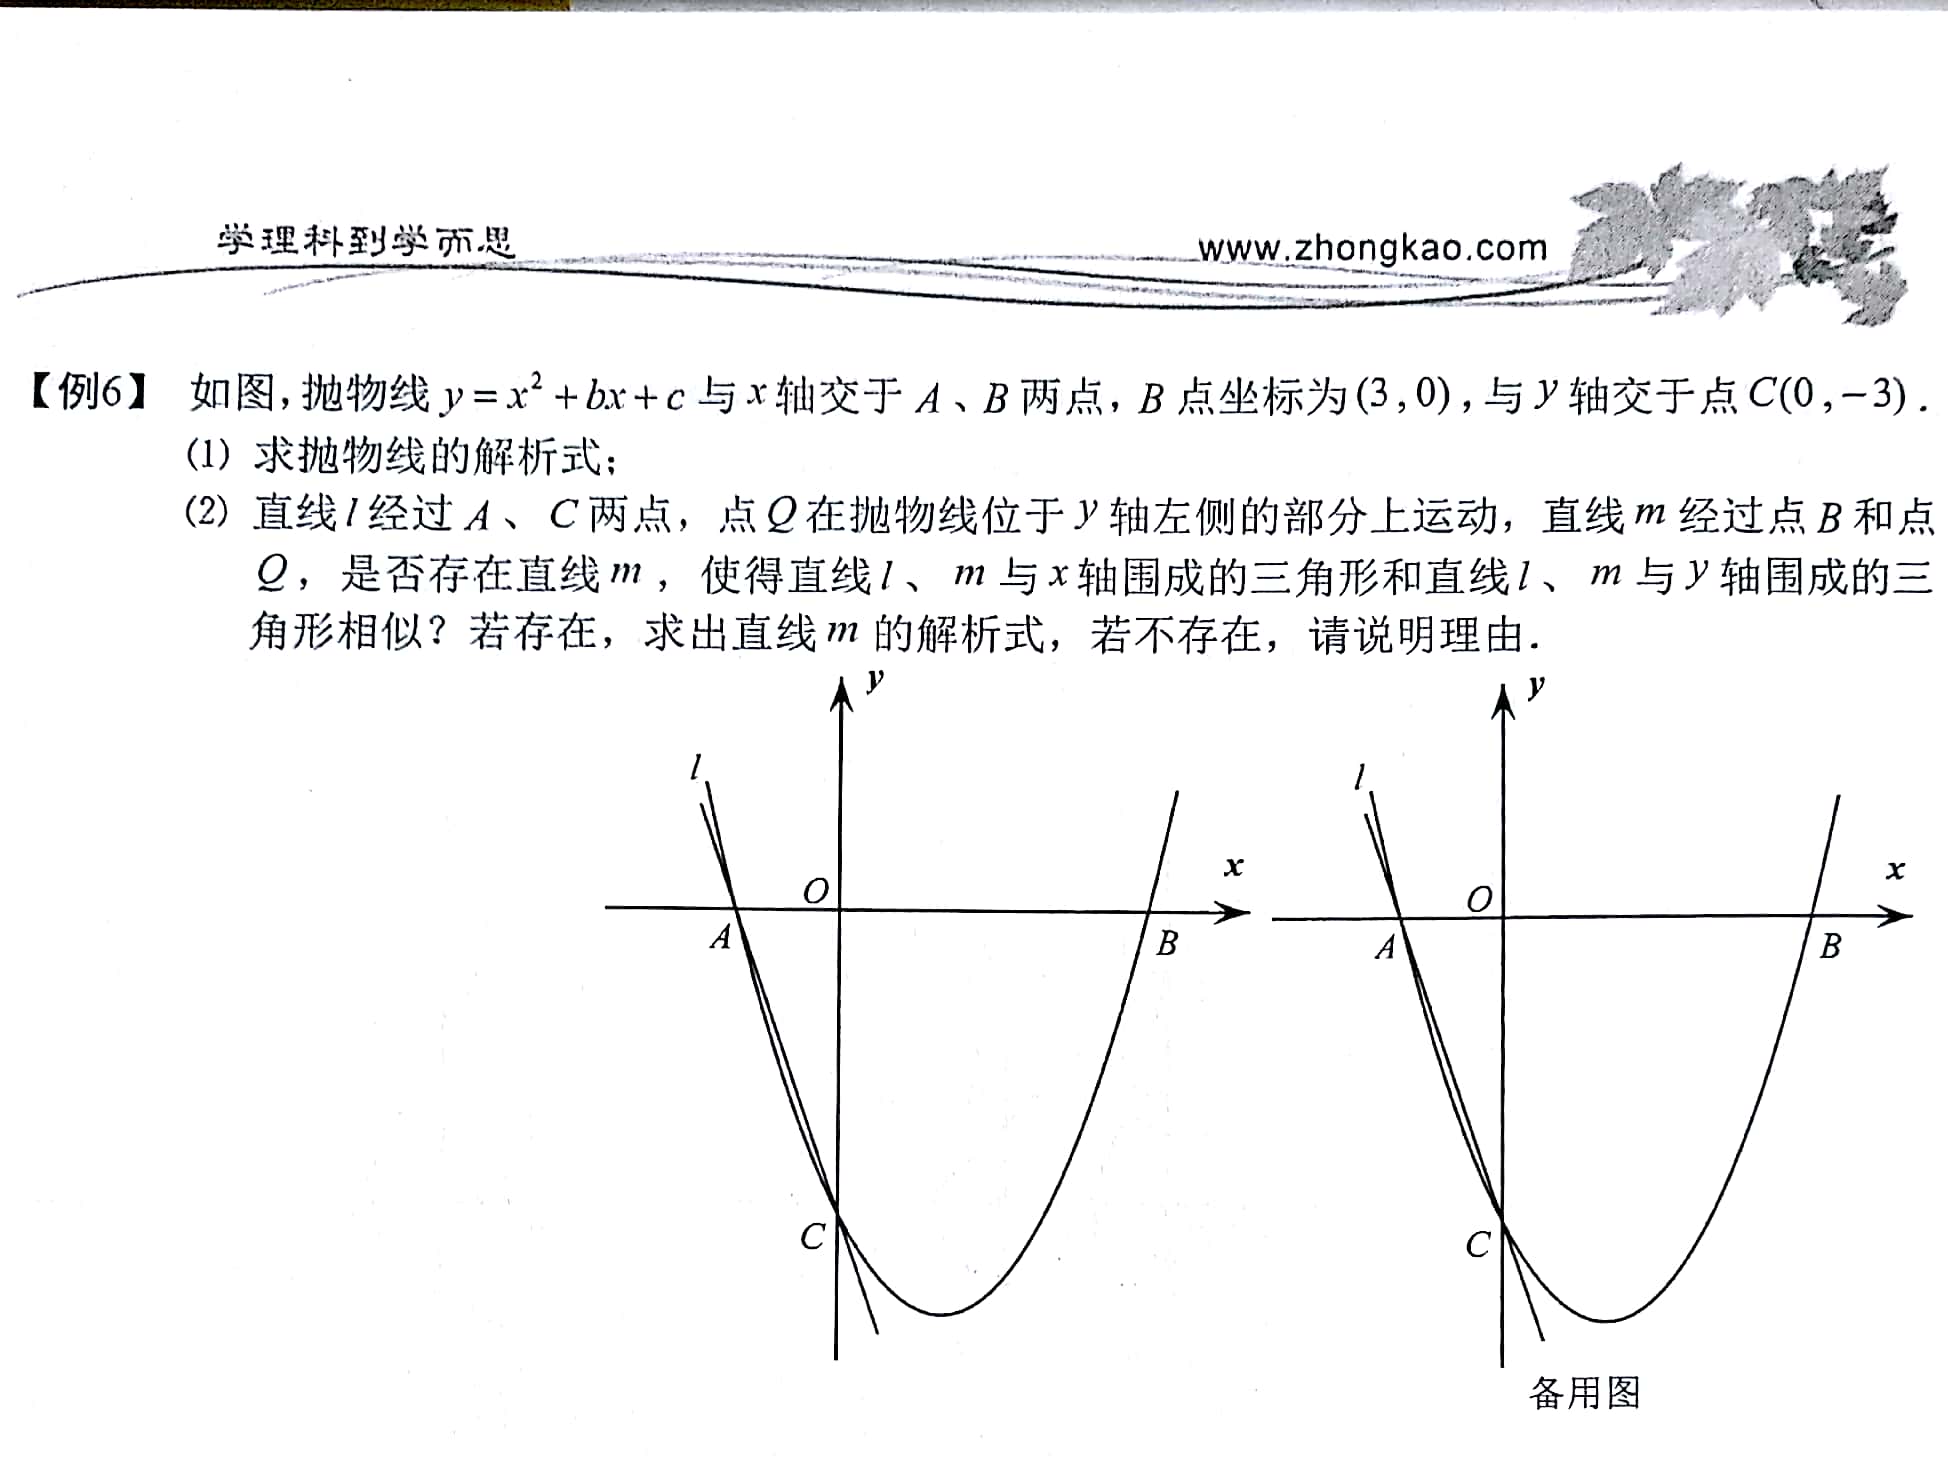 学理科到学而思
www.zhongkao.com
【例6】 如图,抛物线 y=x²+bx+c 与 x 轴交于 A、B 两点,B 点坐标为(3,0),与 y 轴交于点 C(0,-3).
(1) 求抛物线的解析式;
(2) 直线 l 经过 A、C 两点,点 Q 在抛物线位于 y 轴左侧的部分上运动,直线 m 经过点 B 和点
Q,是否存在直线 m,使得直线 l、m 与 x 轴围成的三角形和直线 l、m 与 y 轴围成的三
角形相似?若存在,求出直线 m 的解析式,若不存在,请说明理由.
y
l
O
x
A
B
C
y
l
O
x
A
B
C
备用图